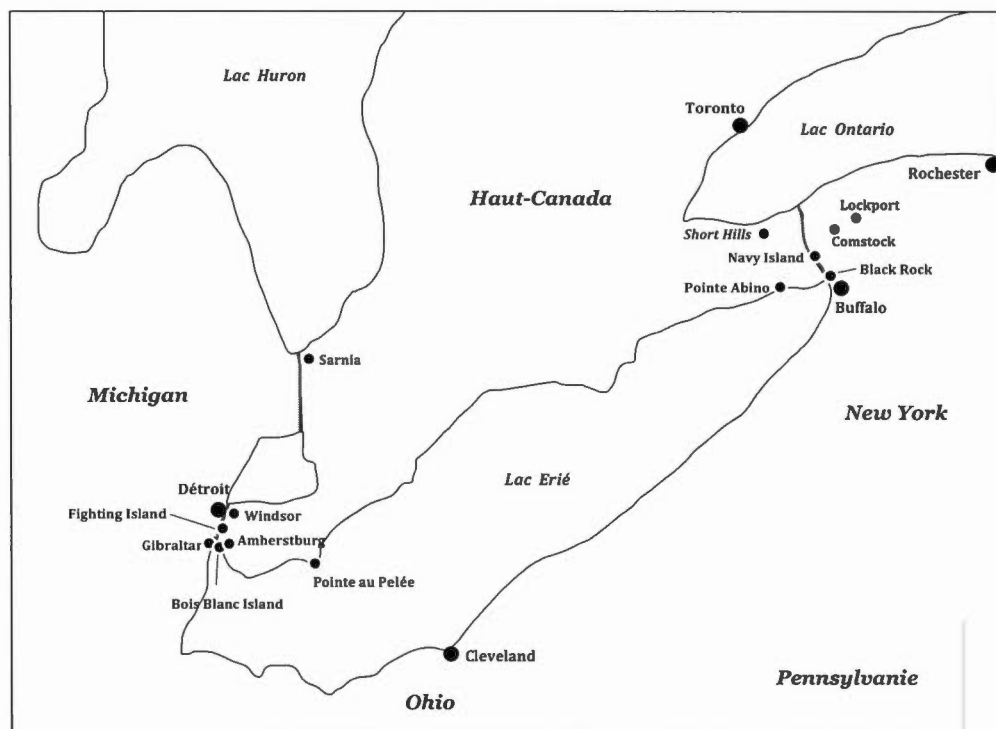 Lac Huron
Toronto
Lac Ontario
Rochester
Haut-Canada
Lockport
Short Hills
Comstock
Navy Island
Black Rock
Pointe Abino
Buffalo
Sarnia
Michigan
New York
Lac Erié
Détroit
Fighting Island
Windsor
Gibraltar
Amherstburg
Pointe au Pelée
Bois Blanc Island
Cleveland
Pennsylvanie
Ohio